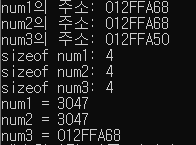 num1의 주소: 012FFA68
num2의 주소: 012FFA68
num3의 주소: 012FFA50
sizeof num1: 4
sizeof num2: 4
sizeof num3: 4
num1 = 3047
num2 = 3047
num3 = 012FFA68